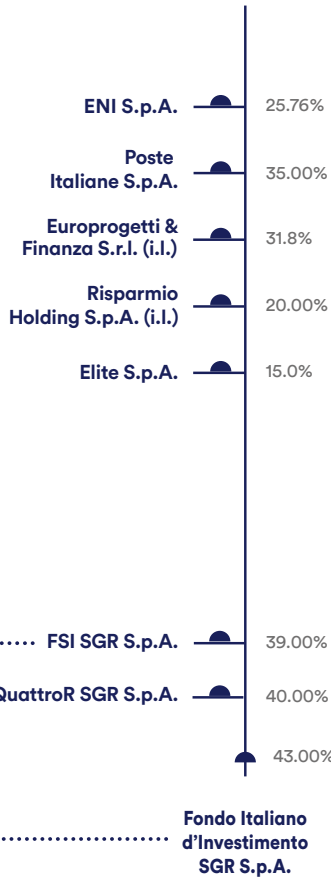 ENI S.p.A. 25.76%
Poste
Italiane S.p.A. 35.00%
Europrogetti &
Finanza S.r.l. (i.l.) 31.8%
Risparmio
Holding S.p.A. (i.l.) 20.00%
Elite S.p.A. 15.0%
FSI SGR S.p.A. 39.00%
QuattroR SGR S.p.A. 40.00%
43.00%
Fondo Italiano
d'Investimento
SGR S.p.A.